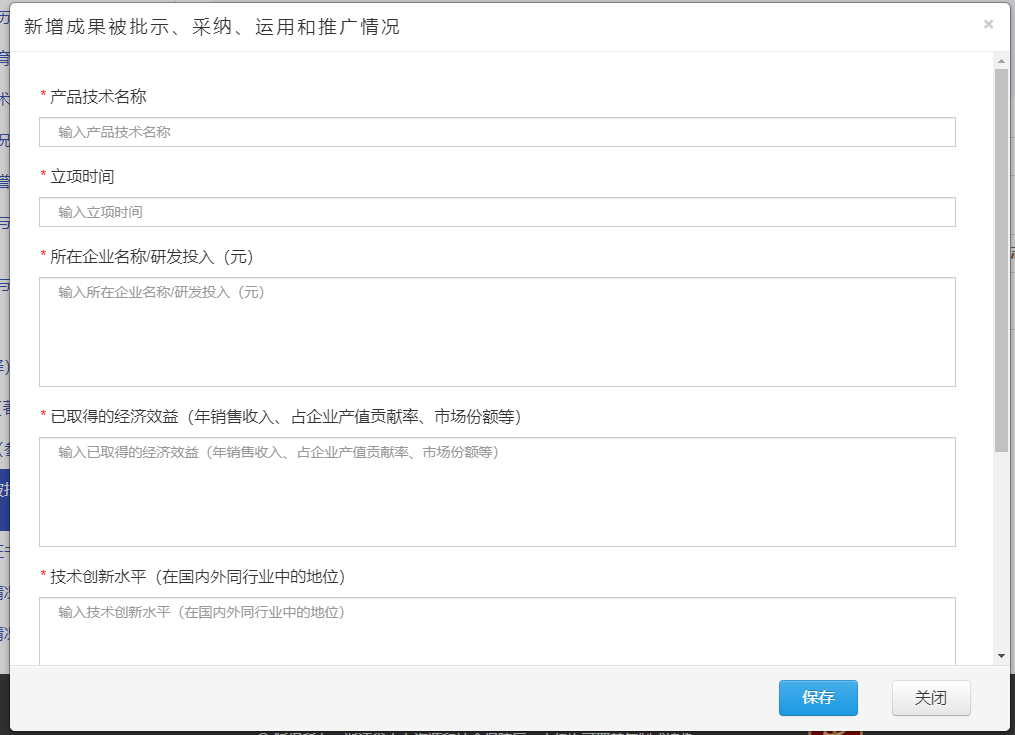 新增成果被批示、采纳、运用和推广情况
×
* 产品技术名称
输入产品技术名称
* 立项时间
输入立项时间
* 所在企业名称/研发投入（元）
输入所在企业名称/研发投入（元）
* 已取得的经济效益（年销售收入、占企业产值贡献率、市场份额等）
输入已取得的经济效益（年销售收入、占企业产值贡献率、市场份额等）
* 技术创新水平（在国内外同行业中的地位）
输入技术创新水平（在国内外同行业中的地位）
保存
关闭